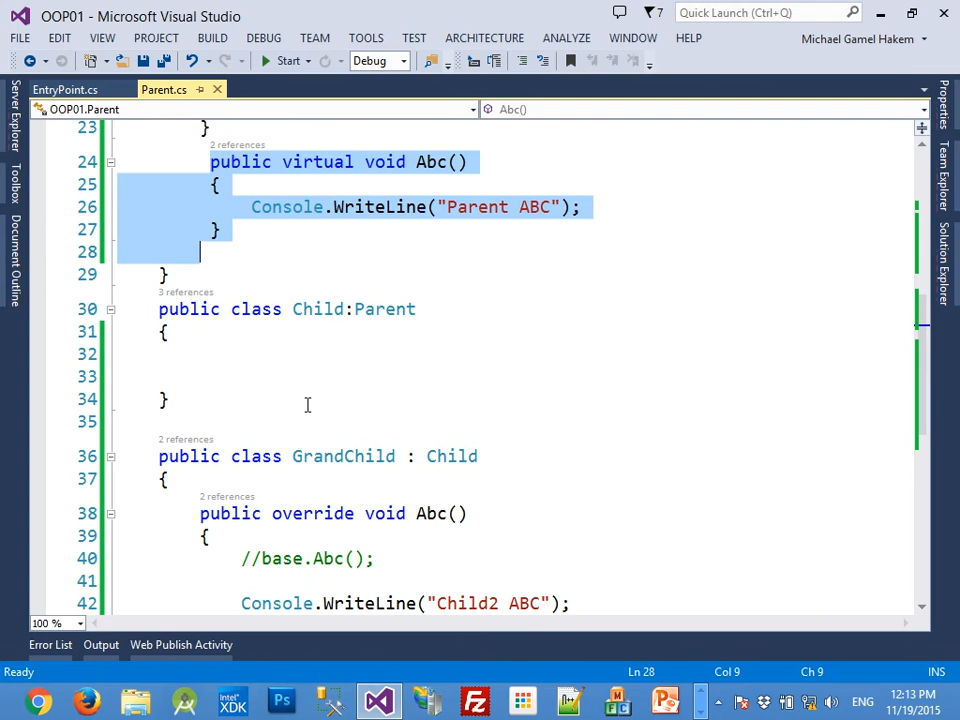 OOP01 - Microsoft Visual Studio
7
Quick Launch (Ctrl+Q)
FILE EDIT VIEW PROJECT BUILD DEBUG TEAM TOOLS TEST ARCHITECTURE ANALYZE WINDOW HELP
Michael Gamel Hakem
Start Debug
EntryPoint.cs Parent.cs
OOP01.Parent Abc()
Server Explorer
Toolbox
Document Outline
Properties
Team Explorer
Solution Explorer
23 }
2 references
24 public virtual void Abc()
25 {
26 Console.WriteLine("Parent ABC");
27 }
28
29 }
3 references
30 public class Child:Parent
31 {
32
33
34 }
35
2 references
36 public class GrandChild : Child
37 {
2 references
38 public override void Abc()
39 {
40 //base.Abc();
41
42 Console.WriteLine("Child2 ABC");
100 %
Error List Output Web Publish Activity
Ready Ln 28 Col 9 Ch 9 INS
Intel XDK
Ps
FZ
MFC
ENG
12:13 PM
11/19/2015